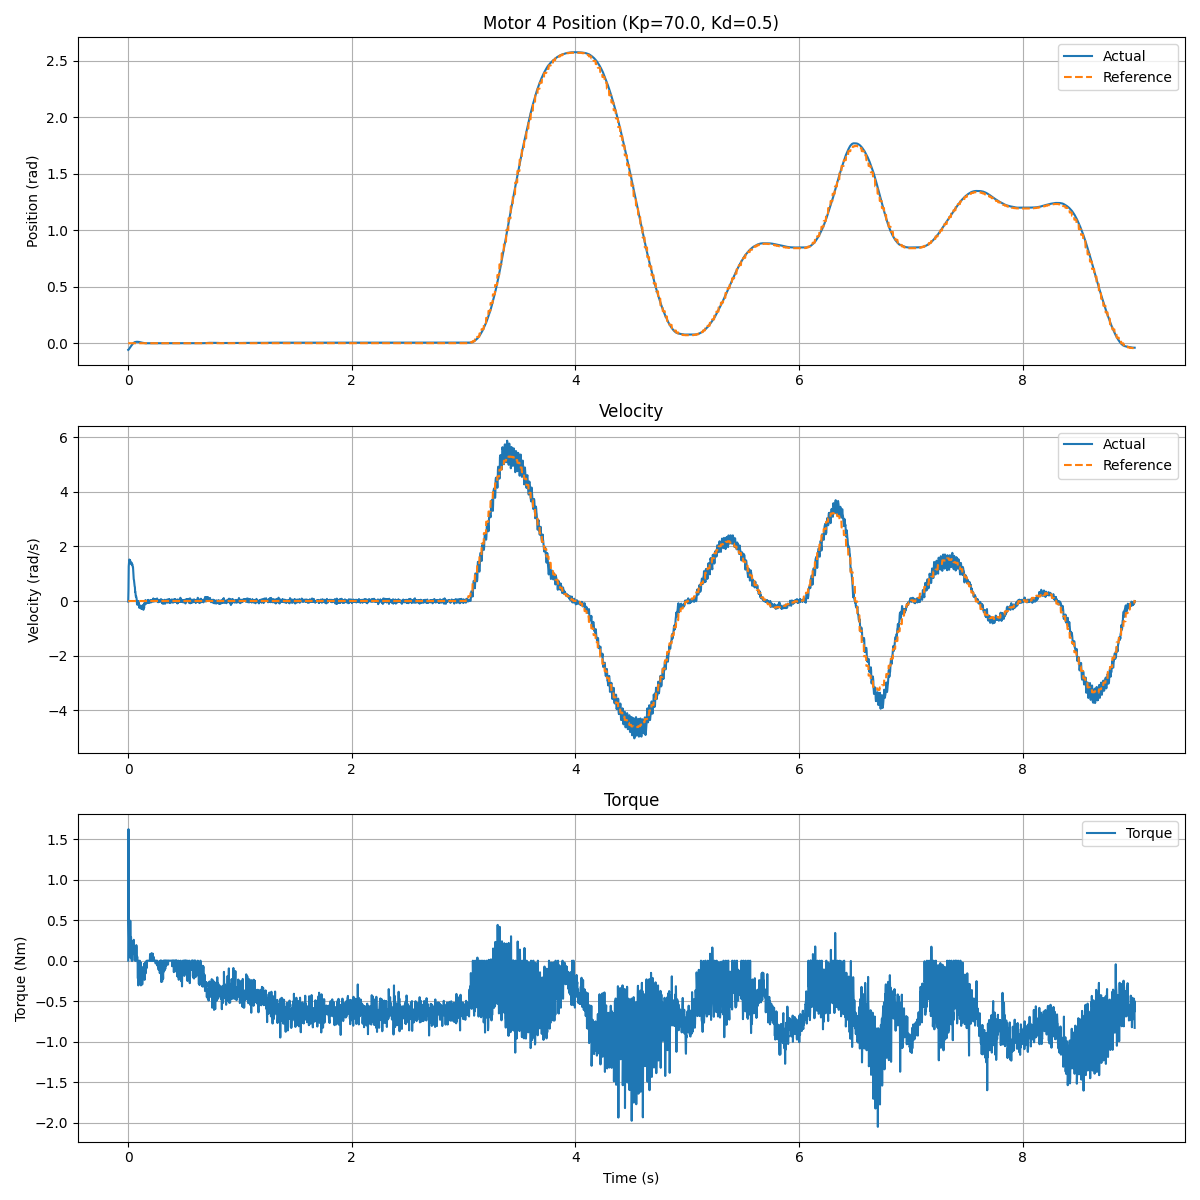 Motor 4 Position (Kp=70.0, Kd=0.5)
Position (rad)
2.5
2.0
1.5
1.0
0.5
0.0
Actual
Reference
0 2 4 6 8
Velocity
Velocity (rad/s)
6
4
2
0
−2
−4
Actual
Reference
0 2 4 6 8
Torque
Torque (Nm)
1.5
1.0
0.5
0.0
−0.5
−1.0
−1.5
−2.0
Torque
0 2 4 6 8
Time (s)